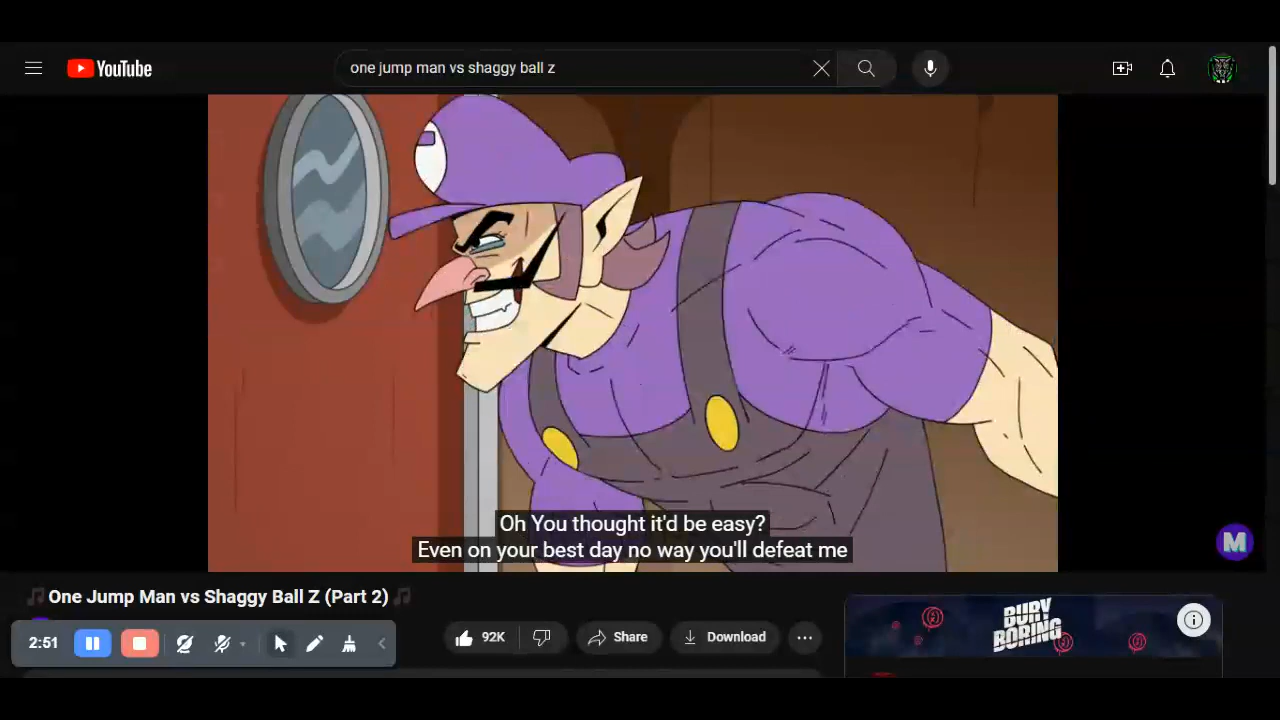 YouTube
one jump man vs shaggy ball z
Oh You thought it'd be easy?
Even on your best day no way you'll defeat me
M
🎵One Jump Man vs Shaggy Ball Z (Part 2)🎵
2:51
92K
Share
Download
BURY
BORING